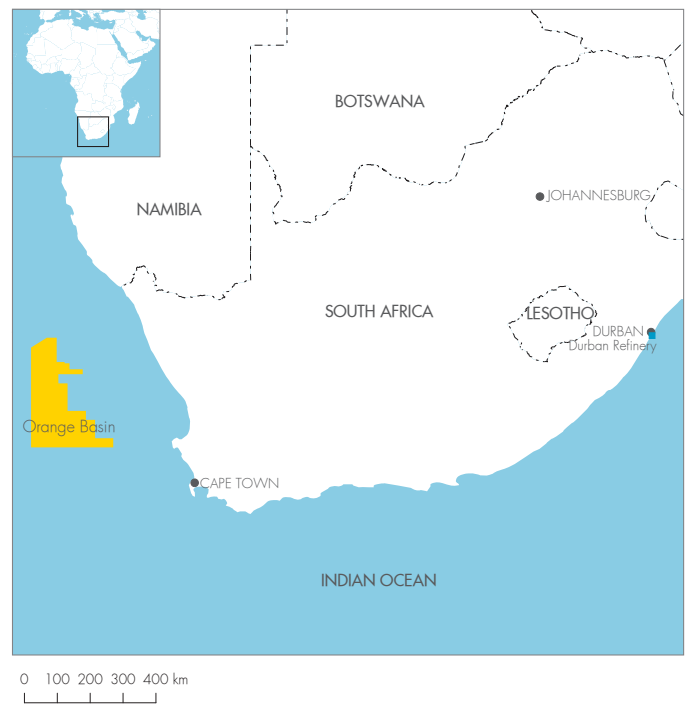 BOTSWANA
JOHANNESBURG
NAMIBIA
SOUTH AFRICA
LESOTHO
DURBAN
Durban Refinery
Orange Basin
CAPE TOWN
INDIAN OCEAN
0 100 200 300 400 km